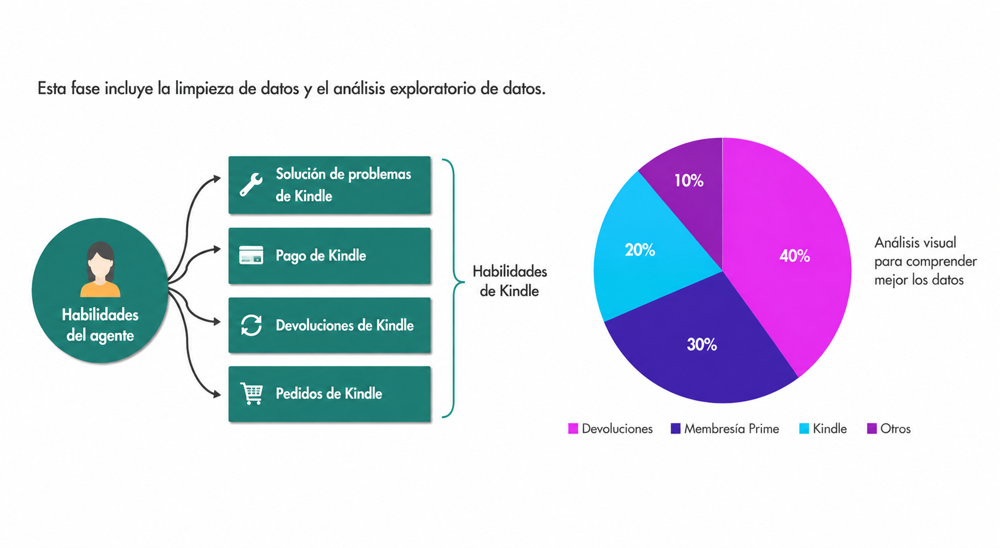 Esta fase incluye la limpieza de datos y el análisis exploratorio de datos.
Habilidades
del agente
Solución de problemas
de Kindle
Pago de Kindle
Devoluciones de Kindle
Pedidos de Kindle
Habilidades
de Kindle
10%
40%
20%
30%
Análisis visual
para comprender
mejor los datos
Devoluciones
Membresía Prime
Kindle
Otros